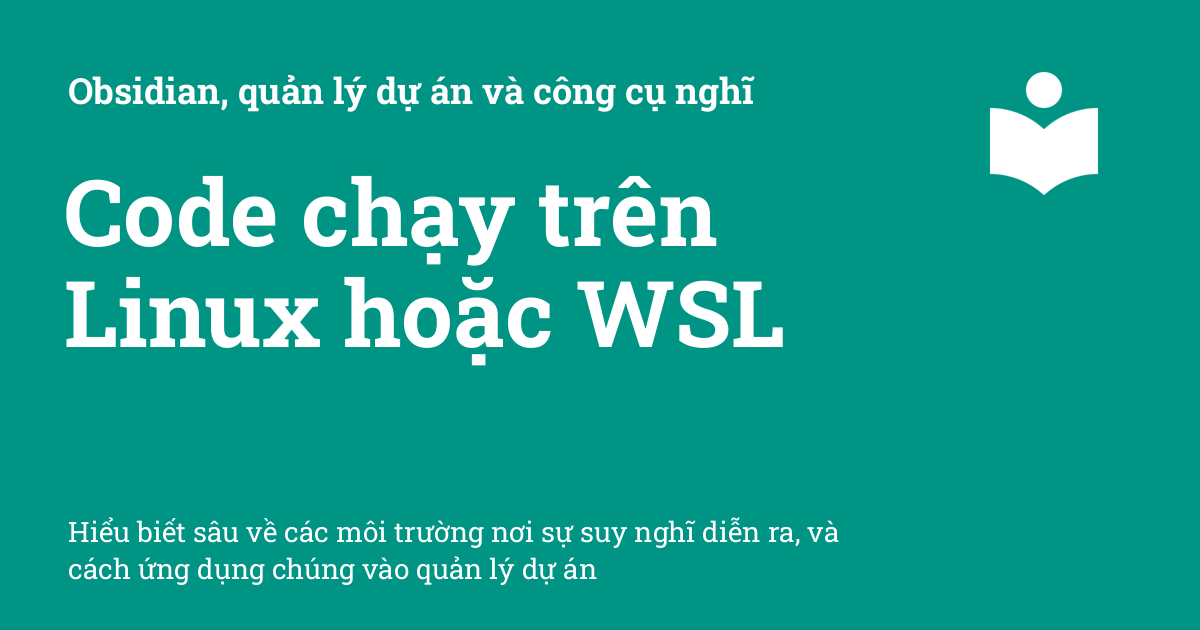 Obsidian, quản lý dự án và công cụ nghĩ
Code chạy trên
Linux hoặc WSL
Hiểu biết sâu về các môi trường nơi sự suy nghĩ diễn ra, và
cách ứng dụng chúng vào quản lý dự án